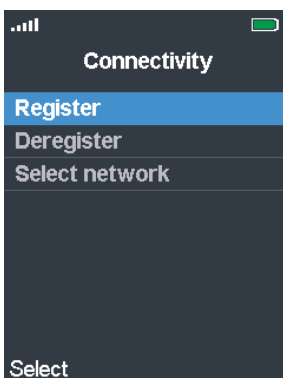 Connectivity
Register
Deregister
Select network
Select